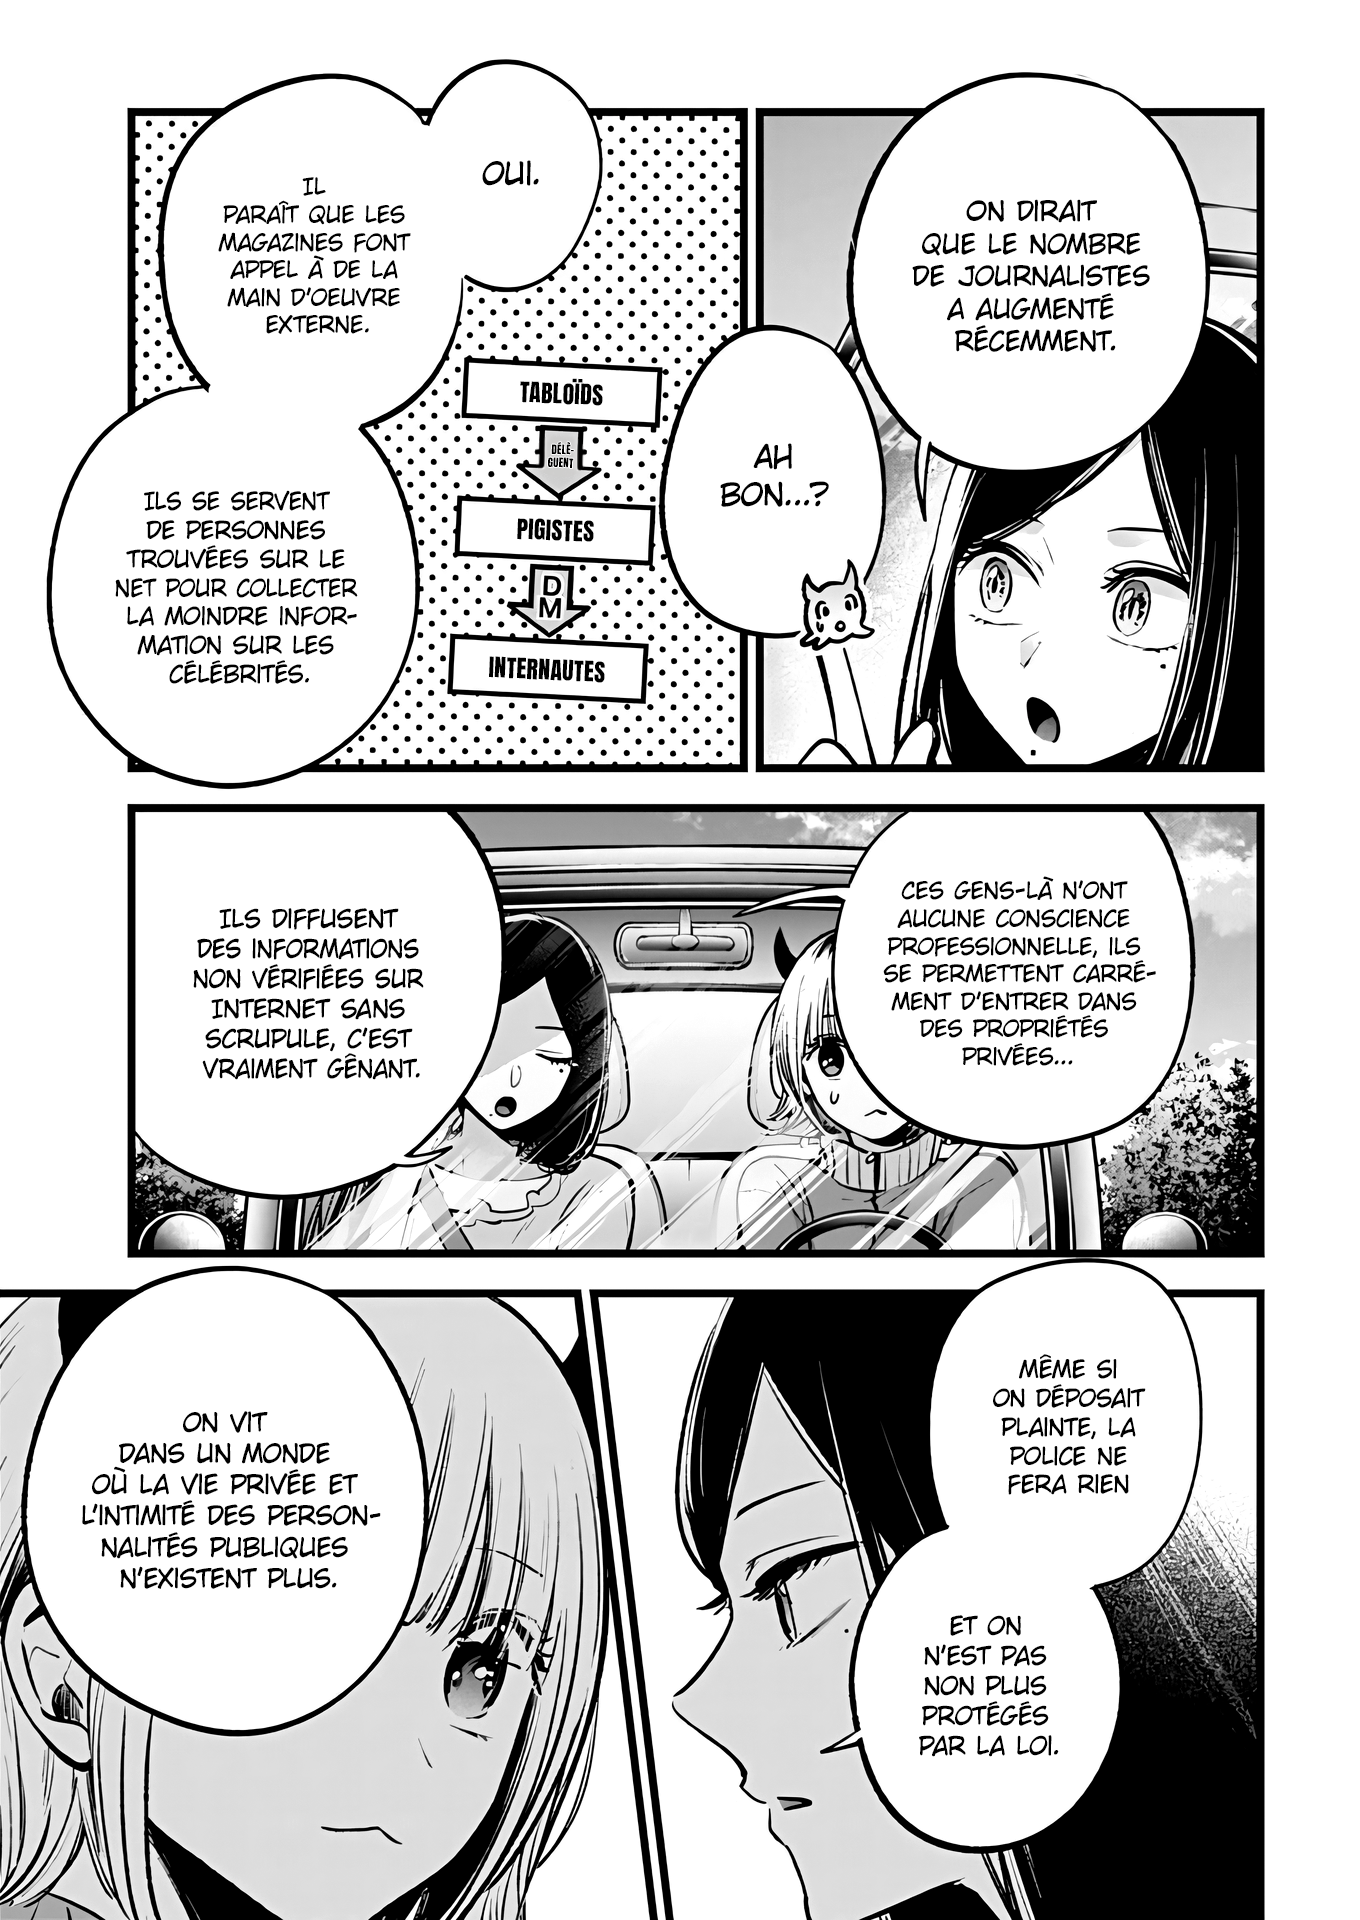 ON DIRAIT
QUE LE NOMBRE
DE JOURNALISTES
A AUGMENTÉ
RÉCEMMENT.
AH
BON...?
OUI.
IL
PARAÎT QUE LES
MAGAZINES FONT
APPEL À DE LA
MAIN D'OEUVRE
EXTERNE.
TABLOÏDS
DÉLÈ-
GUENT
PIGISTES
DM
INTERNAUTES
ILS SE SERVENT
DE PERSONNES
TROUVÉES SUR LE
NET POUR COLLECTER
LA MOINDRE INFOR-
MATION SUR LES
CÉLÉBRITÉS.
CES GENS-LÀ N'ONT
AUCUNE CONSCIENCE
PROFESSIONNELLE, ILS
SE PERMETTENT CARRÉ-
MENT D'ENTRER DANS
DES PROPRIÉTÉS
PRIVÉES...
ILS DIFFUSENT
DES INFORMATIONS
NON VÉRIFIÉES SUR
INTERNET SANS
SCRUPULE, C'EST
VRAIMENT GÊNANT.
MÊME SI
ON DÉPOSAIT
PLAINTE, LA
POLICE NE
FERA RIEN
ET ON
N'EST PAS
NON PLUS
PROTÉGÉS
PAR LA LOI.
ON VIT
DANS UN MONDE
OÙ LA VIE PRIVÉE ET
L'INTIMITÉ DES PERSON-
NALITÉS PUBLIQUES
N'EXISTENT PLUS.